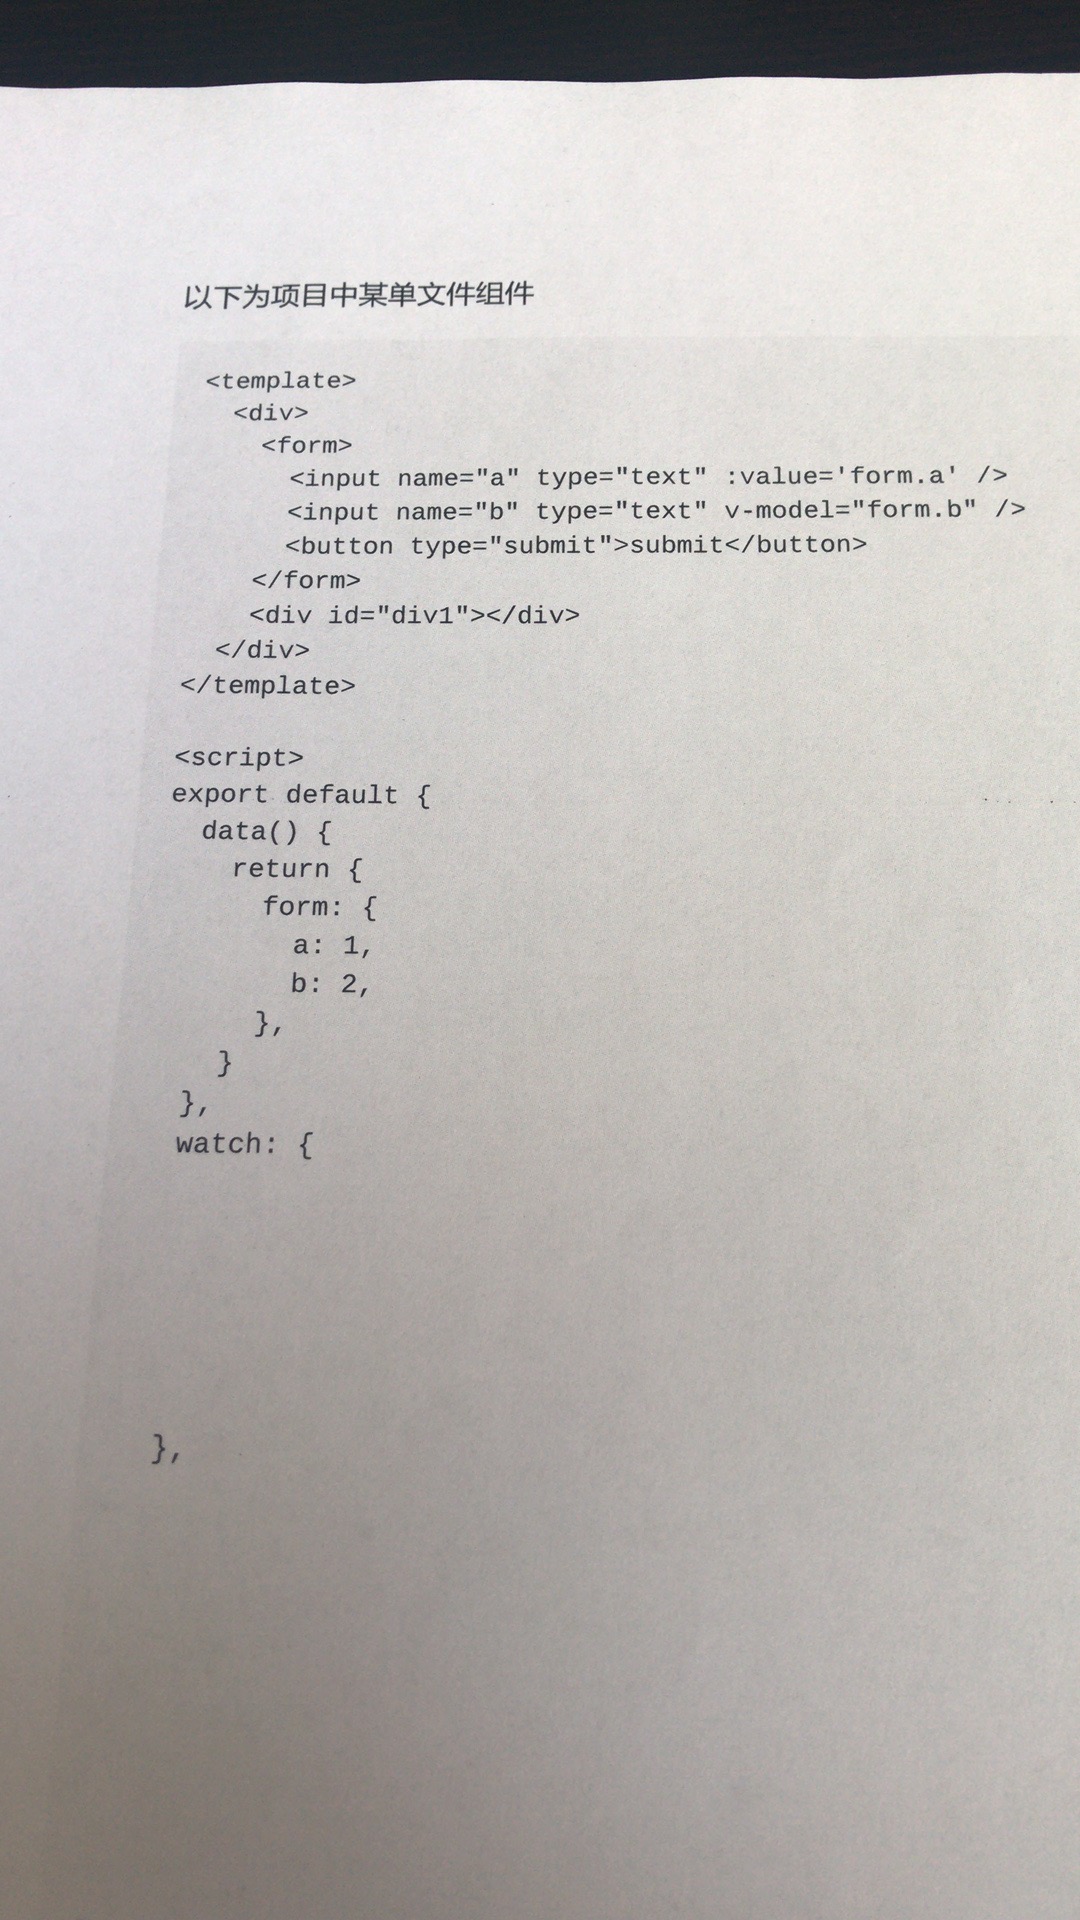 以下为项目中某单文件组件
<template>
<div>
<form>
<input name="a" type="text" :value='form.a' />
<input name="b" type="text" v-model="form.b" />
<button type="submit">submit</button>
</form>
<div id="div1"></div>
</div>
</template>
<script>
export default {
data() {
return {
form: {
a: 1,
b: 2,
},
}
},
watch: {
},